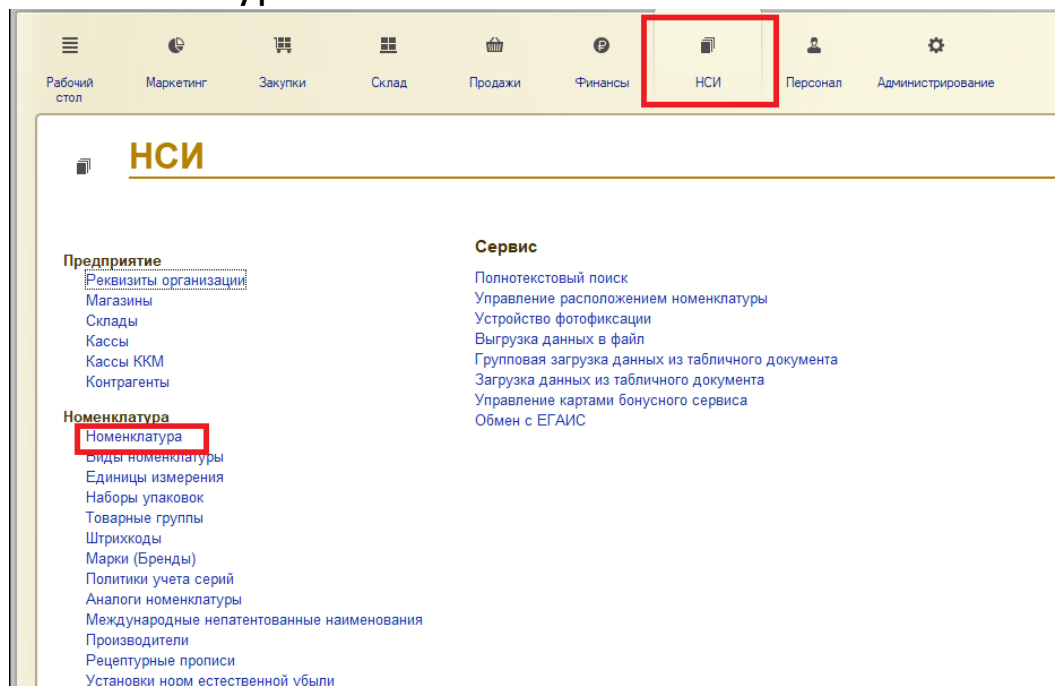 Рабочий стол
Маркетинг
Закупки
Склад
Продажи
Финансы
НСИ
Персонал
Администрирование
НСИ
Предприятие
Реквизиты организации
Магазины
Склады
Кассы
Кассы ККМ
Контрагенты
Номенклатура
Номенклатура
Виды номенклатуры
Единицы измерения
Наборы упаковок
Товарные группы
Штрихкоды
Марки (Бренды)
Политики учета серий
Аналоги номенклатуры
Международные непатентованные наименования
Производители
Рецептурные прописи
Установки норм естественной убыли
Сервис
Полнотекстовый поиск
Управление расположением номенклатуры
Устройство фотофиксации
Выгрузка данных в файл
Групповая загрузка данных из табличного документа
Загрузка данных из табличного документа
Управление картами бонусного сервиса
Обмен с ЕГАИС